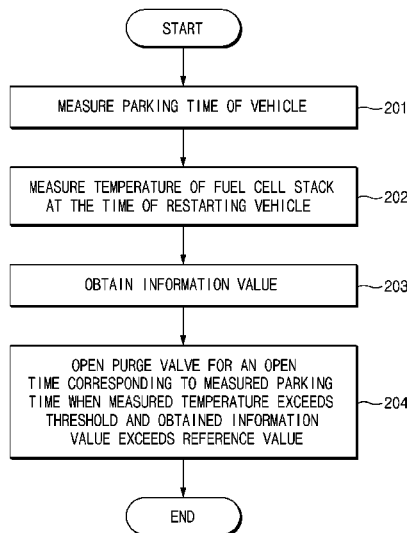 START
MEASURE PARKING TIME OF VEHICLE
201
MEASURE TEMPERATURE OF FUEL CELL STACK
AT THE TIME OF RESTARTING VEHICLE
202
OBTAIN INFORMATION VALUE
203
OPEN PURGE VALVE FOR AN OPEN
TIME CORRESPONDING TO MEASURED PARKING
TIME WHEN MEASURED TEMPERATURE EXCEEDS
THRESHOLD AND OBTAINED INFORMATION
VALUE EXCEEDS REFERENCE VALUE
204
END